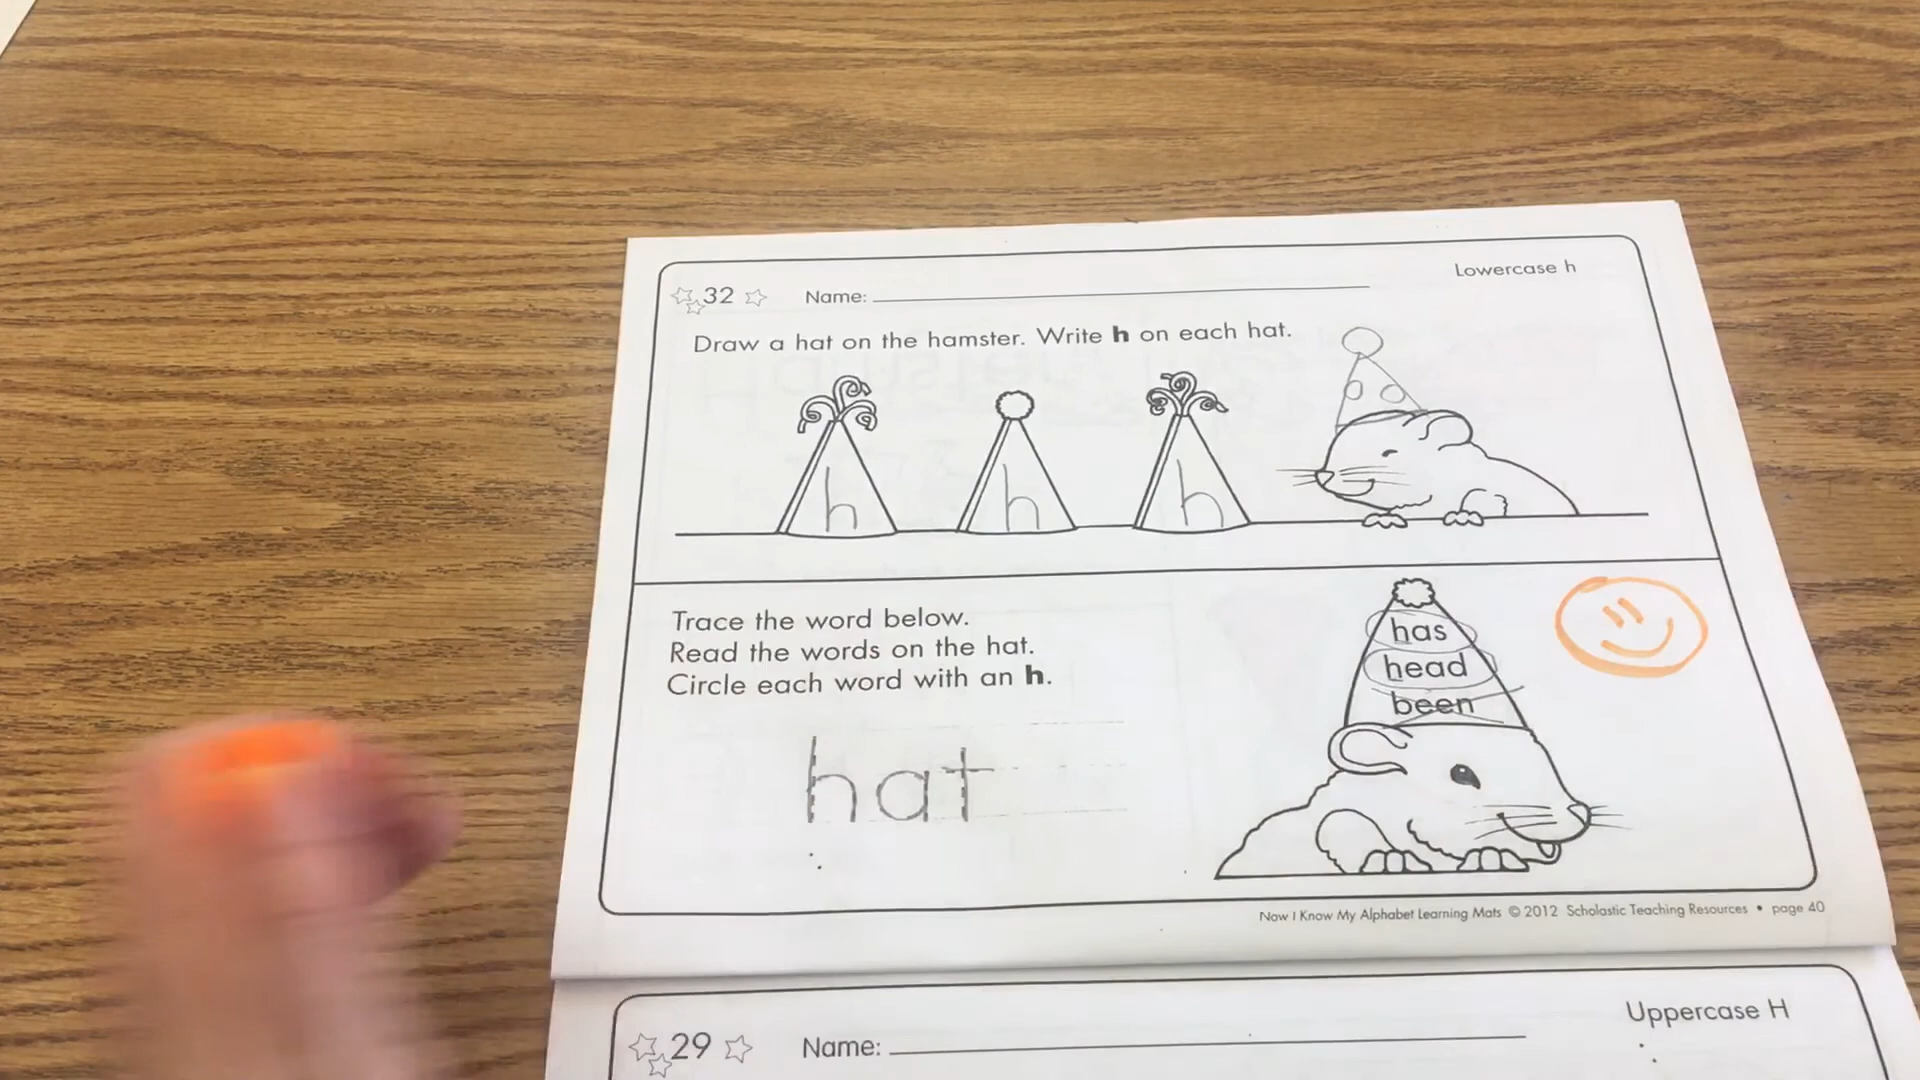 32 Name:
Lowercase h
Draw a hat on the hamster. Write h on each hat.
h h h
Trace the word below.
Read the words on the hat.
Circle each word with an h.
hat
has
head
been
Now I Know My Alphabet Learning Mats © 2012 Scholastic Teaching Resources • page 40
29 Name:
Uppercase H